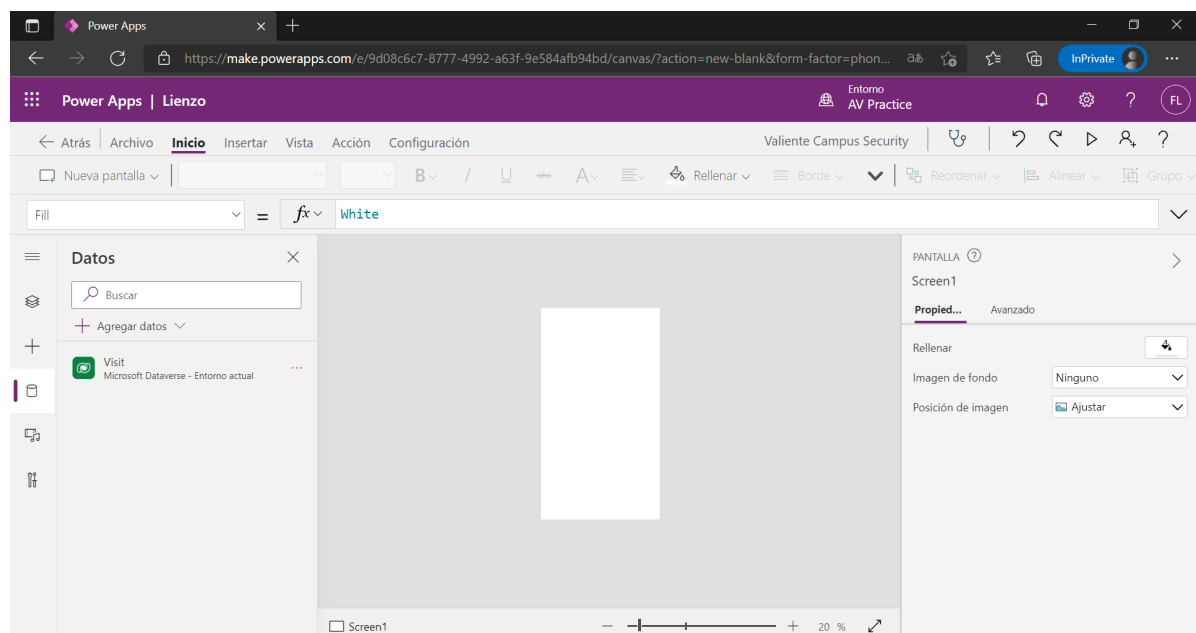 Power Apps
https://make.powerapps.com/e/9d08c6c7-8777-4992-a63f-9e584afb94bd/canvas/?action=new-blank&form-factor=phon...
InPrivate
Power Apps | Lienzo
Entorno
AV Practice
FL
Atrás Archivo Inicio Insertar Vista Acción Configuración
Valiente Campus Security
Nueva pantalla
B / U abc A Rellenar Borde Reordenar Alinear Grupo
Fill = fx White
Datos
Buscar
Agregar datos
Visit
Microsoft Dataverse - Entorno actual
...
PANTALLA
Screen1
Propied... Avanzado
Rellenar
Imagen de fondo Ninguno
Posición de imagen Ajustar
Screen1
20 %